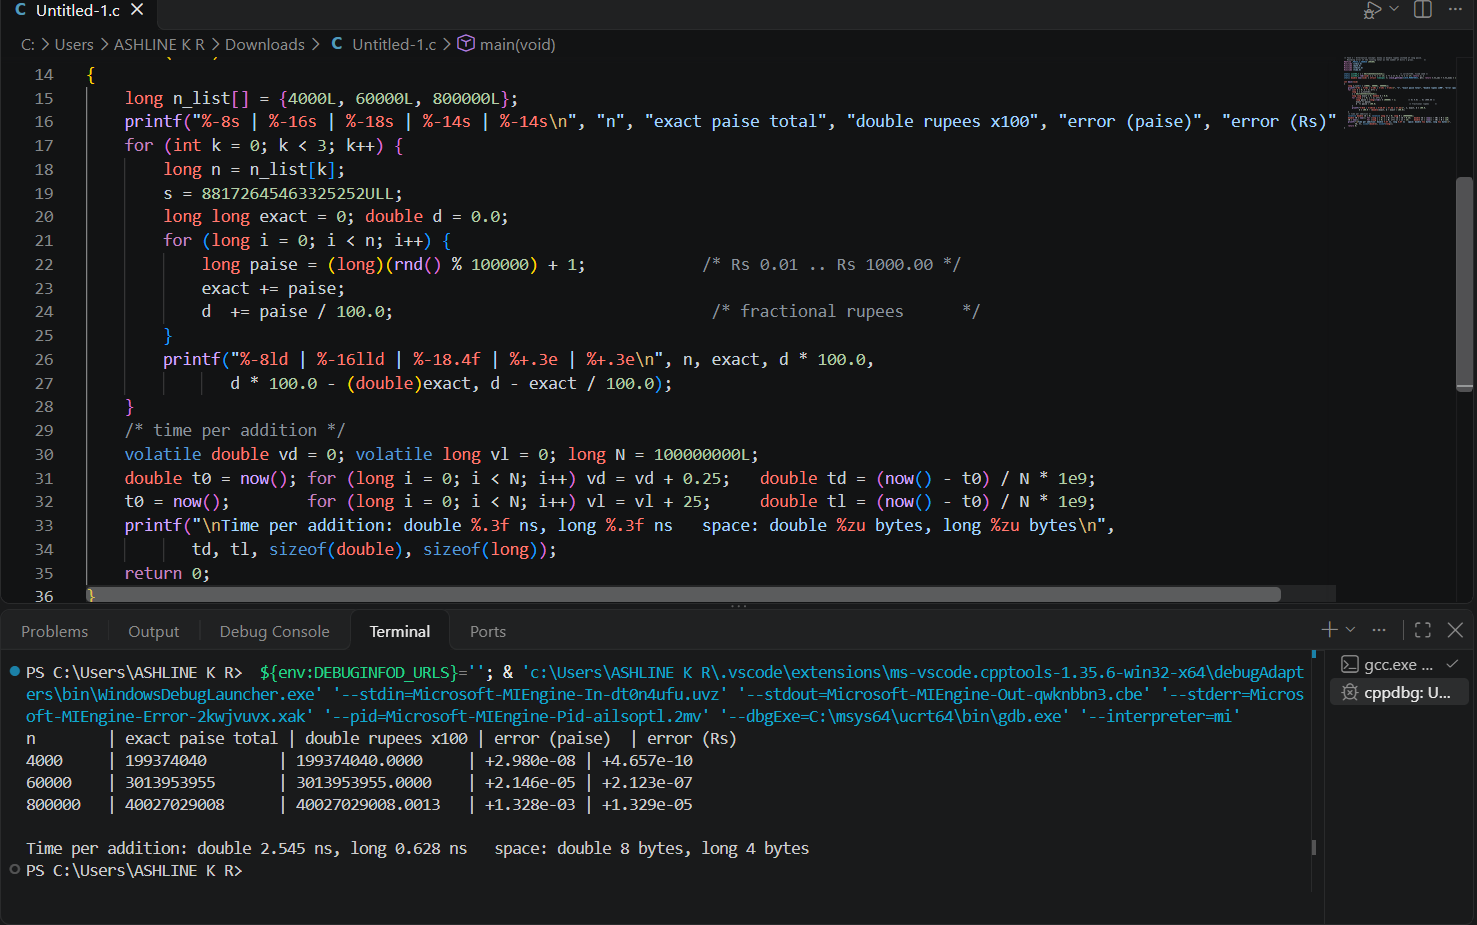 C Untitled-1.c
C: > Users > ASHLINE K R > Downloads > C Untitled-1.c > main(void)
14 {
15 long n_list[] = {4000L, 60000L, 800000L};
16 printf("%-8s | %-16s | %-18s | %-14s | %-14s\n", "n", "exact paise total", "double rupees x100", "error (paise)", "error (Rs)"
17 for (int k = 0; k < 3; k++) {
18 long n = n_list[k];
19 s = 88172645463325252ULL;
20 long long exact = 0; double d = 0.0;
21 for (long i = 0; i < n; i++) {
22 long paise = (long)(rnd() % 100000) + 1; /* Rs 0.01 .. Rs 1000.00 */
23 exact += paise;
24 d += paise / 100.0; /* fractional rupees */
25 }
26 printf("%-8ld | %-16lld | %-18.4f | %+.3e | %+.3e\n", n, exact, d * 100.0,
27 d * 100.0 - (double)exact, d - exact / 100.0);
28 }
29 /* time per addition */
30 volatile double vd = 0; volatile long vl = 0; long N = 100000000L;
31 double t0 = now(); for (long i = 0; i < N; i++) vd = vd + 0.25; double td = (now() - t0) / N * 1e9;
32 t0 = now(); for (long i = 0; i < N; i++) vl = vl + 25; double tl = (now() - t0) / N * 1e9;
33 printf("\nTime per addition: double %.3f ns, long %.3f ns space: double %zu bytes, long %zu bytes\n",
34 td, tl, sizeof(double), sizeof(long));
35 return 0;
36 }
Problems Output Debug Console Terminal Ports
PS C:\Users\ASHLINE K R> ${env:DEBUGINFOD_URLS}=''; & 'c:\Users\ASHLINE K R\.vscode\extensions\ms-vscode.cpptools-1.35.6-win32-x64\debugAdapt
ers\bin\WindowsDebugLauncher.exe' '--stdin=Microsoft-MIEngine-In-dt0n4ufu.uvz' '--stdout=Microsoft-MIEngine-Out-qwknbbn3.cbe' '--stderr=Micros
oft-MIEngine-Error-2kwjvuvx.xak' '--pid=Microsoft-MIEngine-Pid-ailsoptl.2mv' '--dbgExe=C:\msys64\ucrt64\bin\gdb.exe' '--interpreter=mi'
n | exact paise total | double rupees x100 | error (paise) | error (Rs)
4000 | 199374040 | 199374040.0000 | +2.980e-08 | +4.657e-10
60000 | 3013953955 | 3013953955.0000 | +2.146e-05 | +2.123e-07
800000 | 40027029008 | 40027029008.0013 | +1.328e-03 | +1.329e-05
Time per addition: double 2.545 ns, long 0.628 ns space: double 8 bytes, long 4 bytes
PS C:\Users\ASHLINE K R>
gcc.exe ...
cppdbg: U...